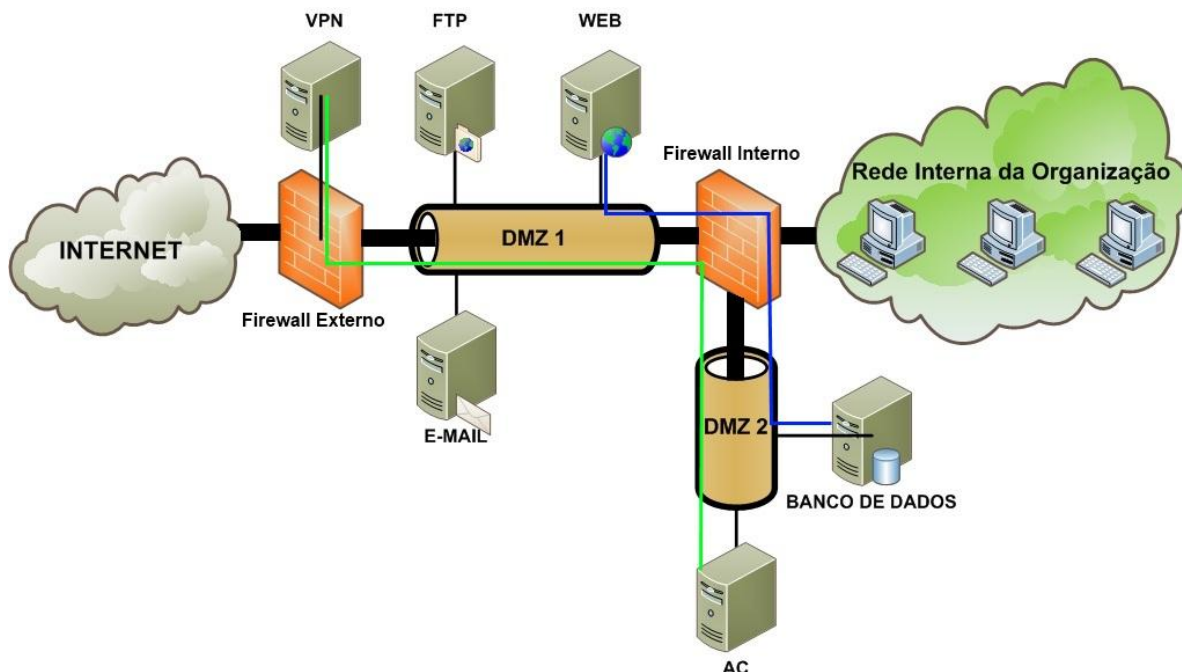 VPN
FTP
WEB
Firewall Interno
Rede Interna da Organização
INTERNET
DMZ 1
Firewall Externo
E-MAIL
DMZ 2
BANCO DE DADOS
AC